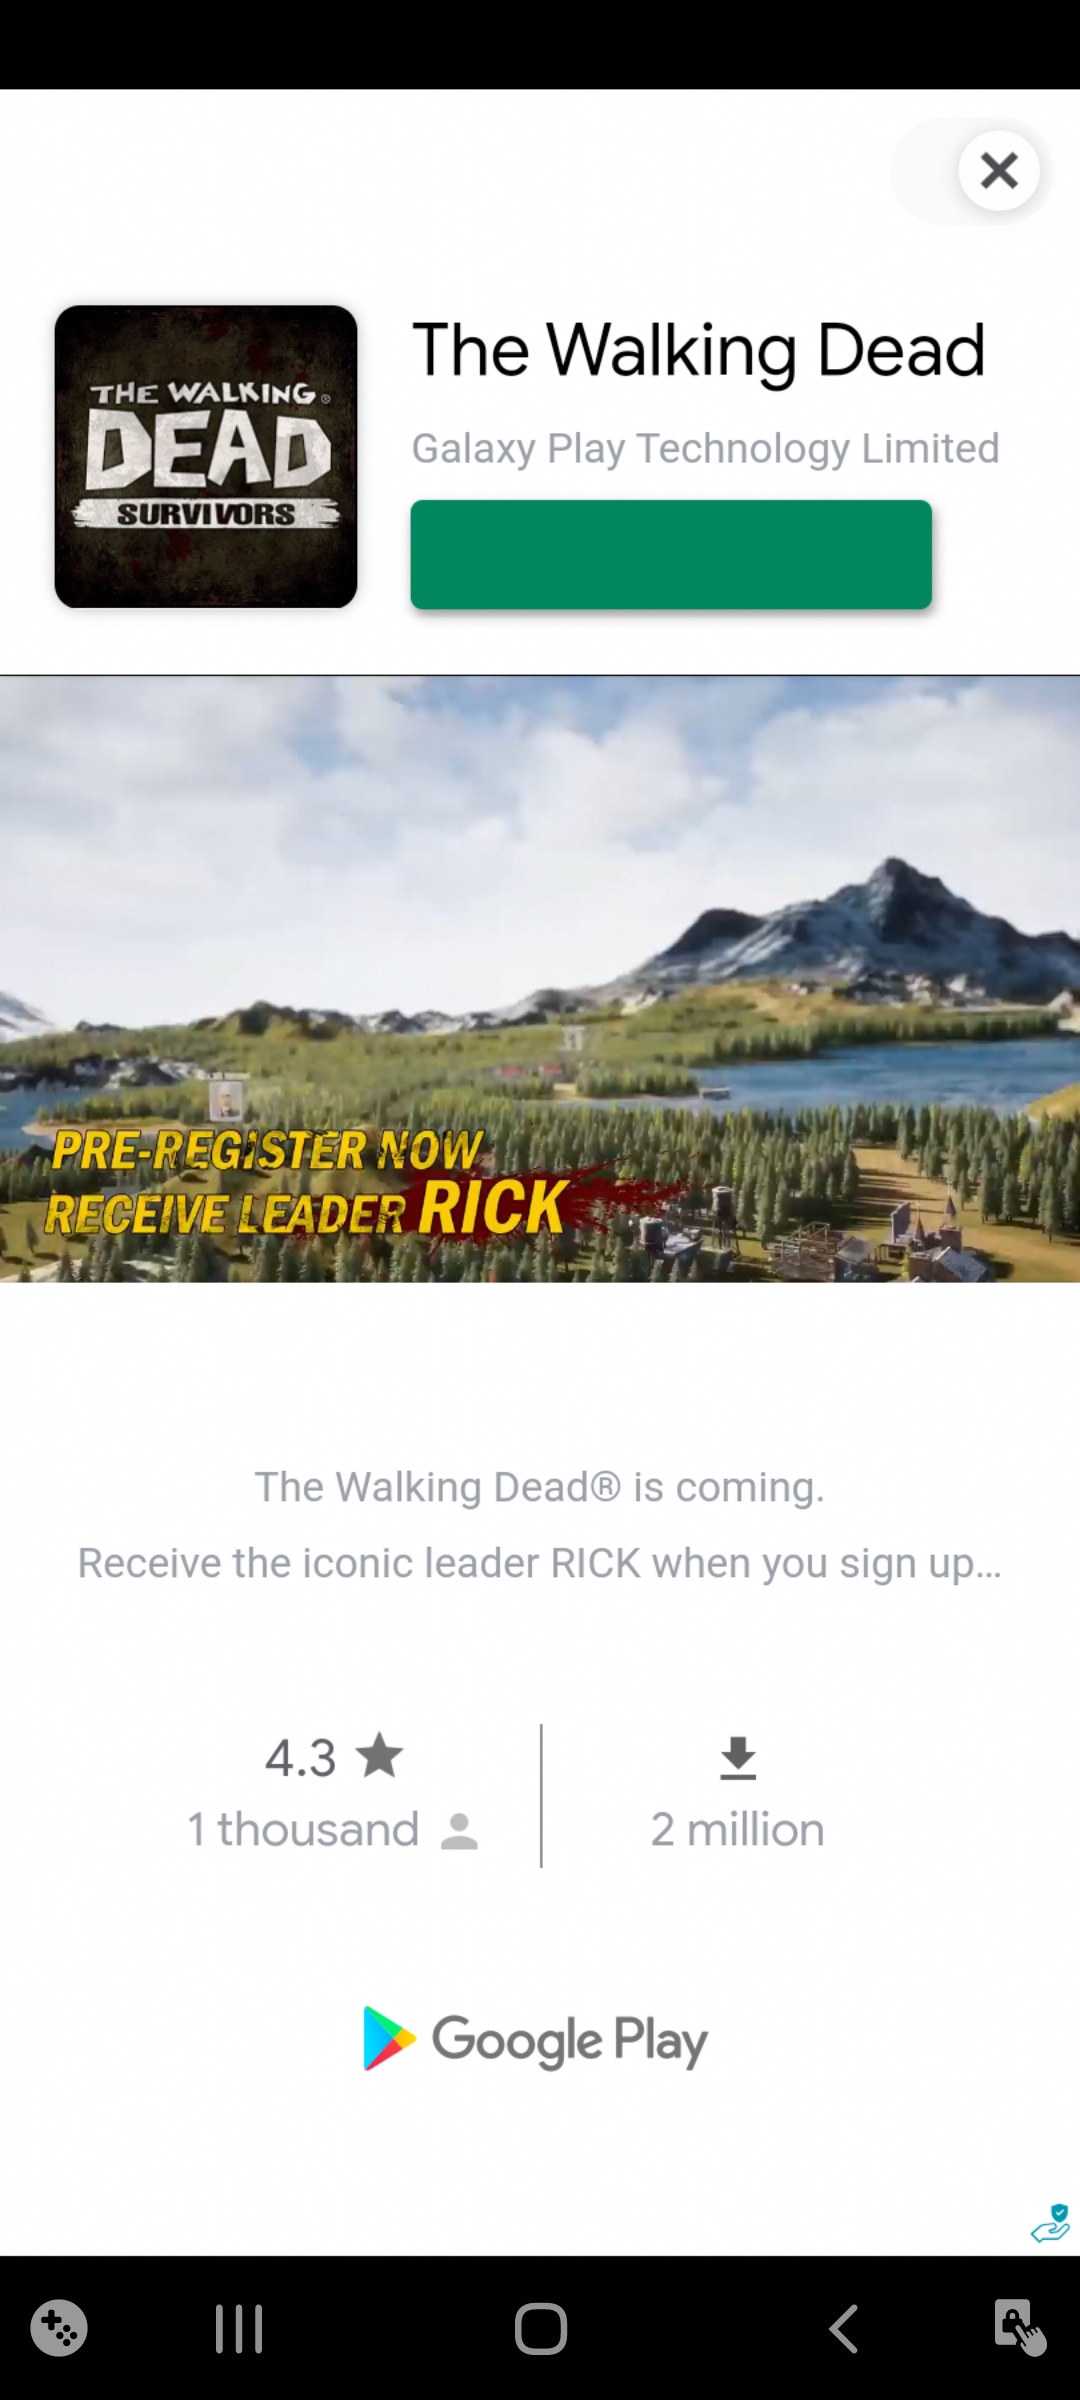 The Walking Dead
THE WALKING®
DEAD
SURVIVORS
Galaxy Play Technology Limited
PRE-REGISTER NOW
RECEIVE LEADER RICK
The Walking Dead® is coming.
Receive the iconic leader RICK when you sign up...
4.3
1 thousand
2 million
Google Play